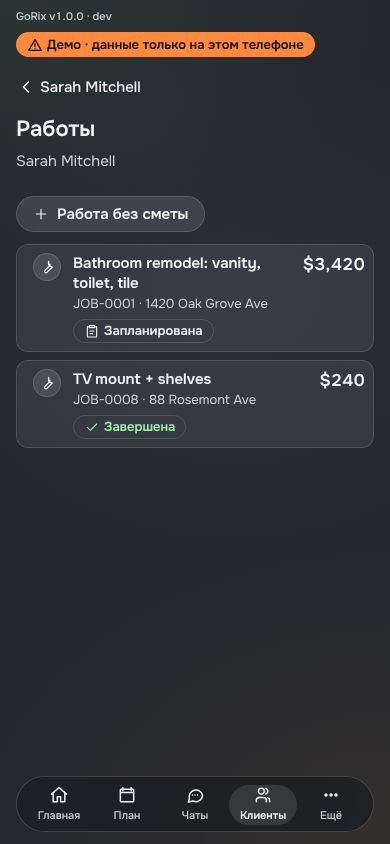 GoRix v1.0.0 · dev
Демо · данные только на этом телефоне
Sarah Mitchell
Работы
Sarah Mitchell
Работа без сметы
Bathroom remodel: vanity, toilet, tile
$3,420
JOB-0001 · 1420 Oak Grove Ave
Запланирована
TV mount + shelves
$240
JOB-0008 · 88 Rosemont Ave
Завершена
Главная
План
Чаты
Клиенты
Ещё